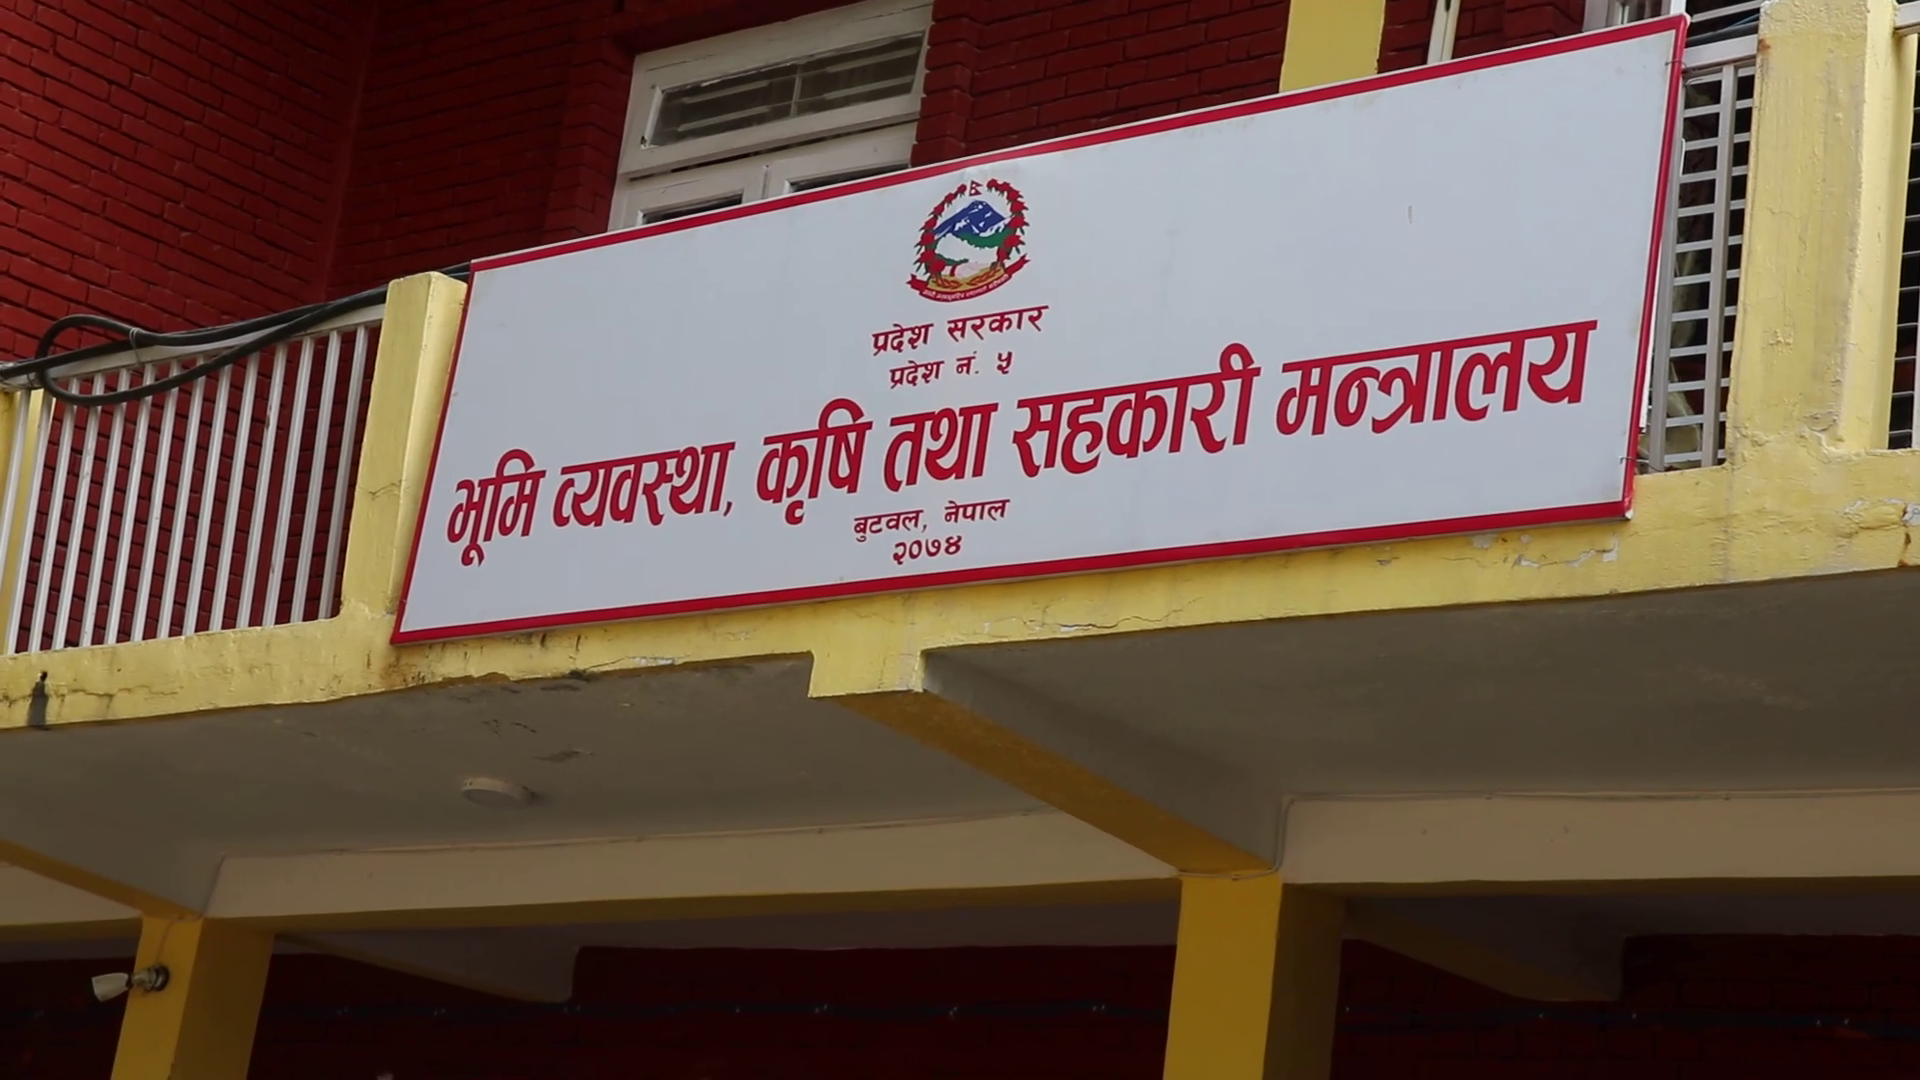 प्रदेश सरकार
प्रदेश नं. ५
भूमि व्यवस्था, कृषि तथा सहकारी मन्त्रालय
बुटवल, नेपाल
२०७४